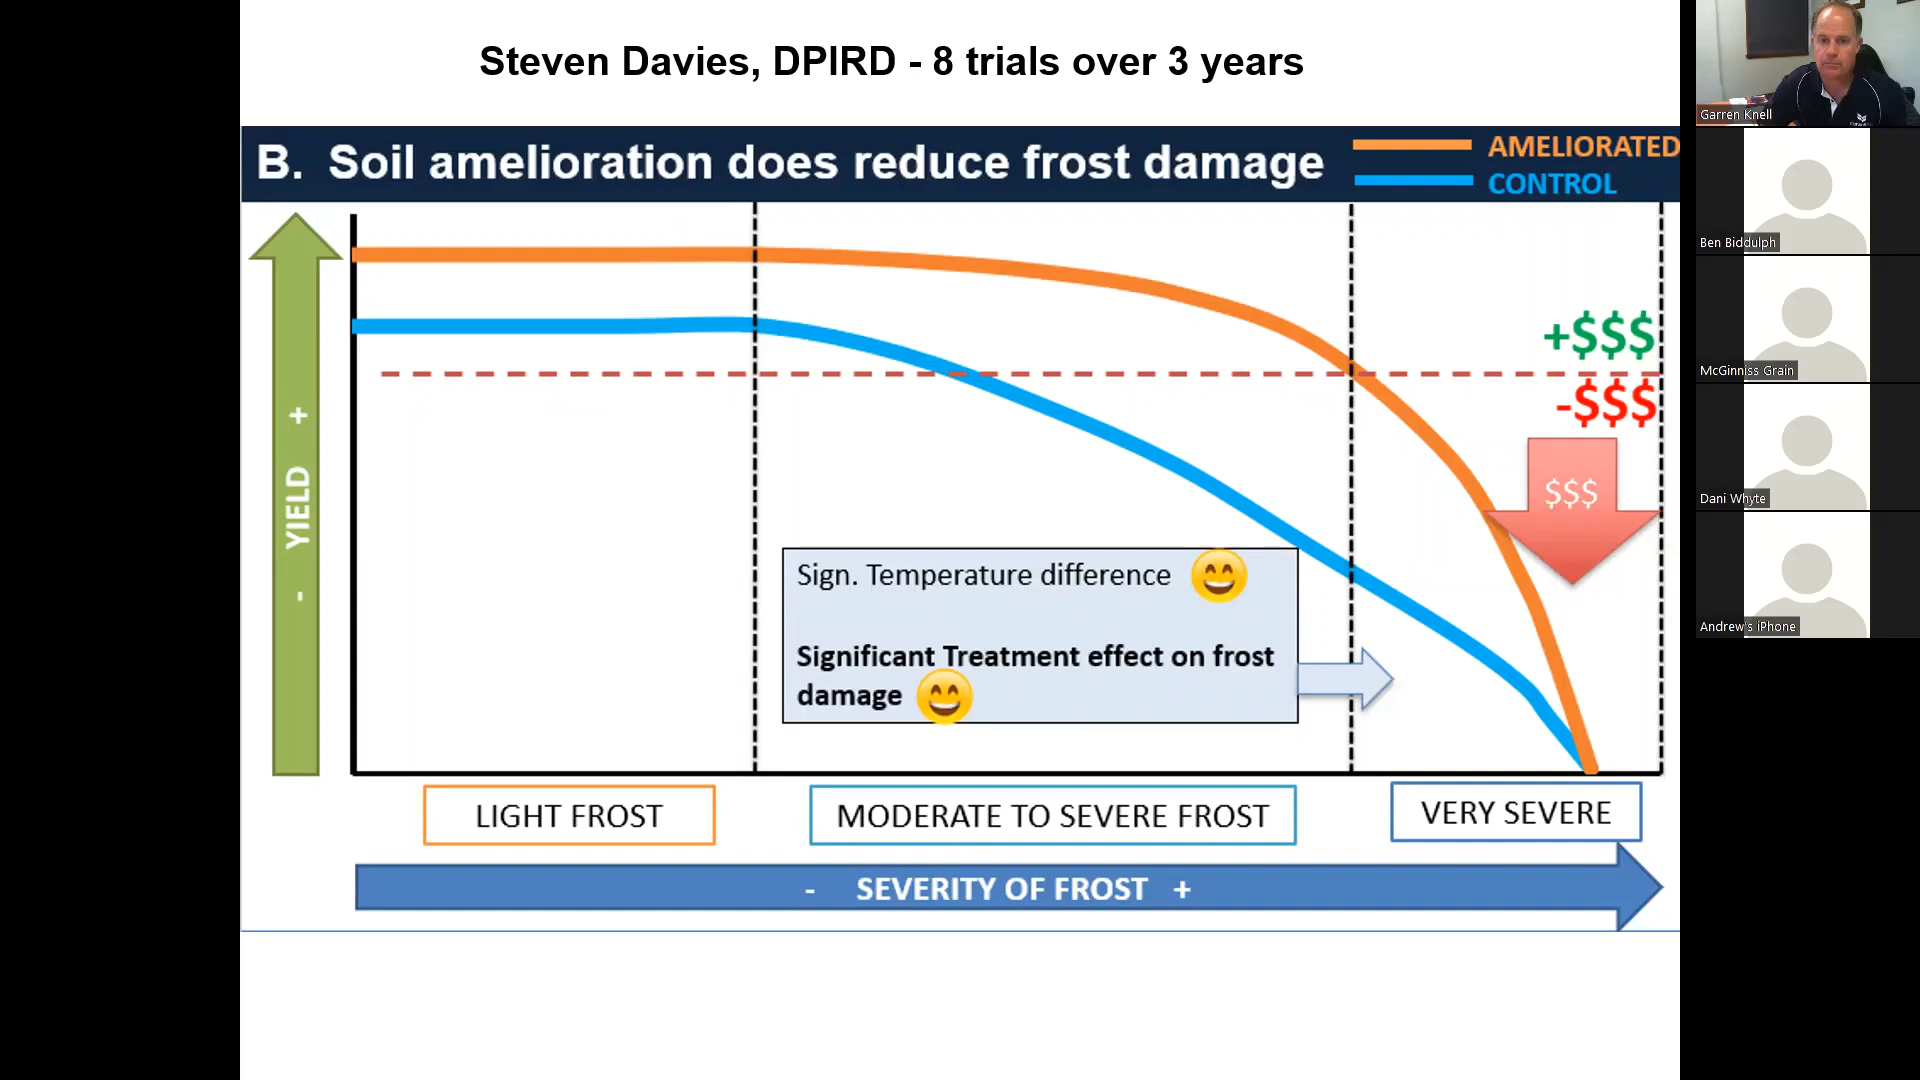 Steven Davies, DPIRD - 8 trials over 3 years
B. Soil amelioration does reduce frost damage
AMELIORATED
CONTROL
- YIELD +
+$$$
-$$$
$$$
Sign. Temperature difference
Significant Treatment effect on frost
damage
LIGHT FROST
MODERATE TO SEVERE FROST
VERY SEVERE
- SEVERITY OF FROST +
Garren Knell
Ben Biddulph
McGinniss Grain
Dani Whyte
Andrew's iPhone